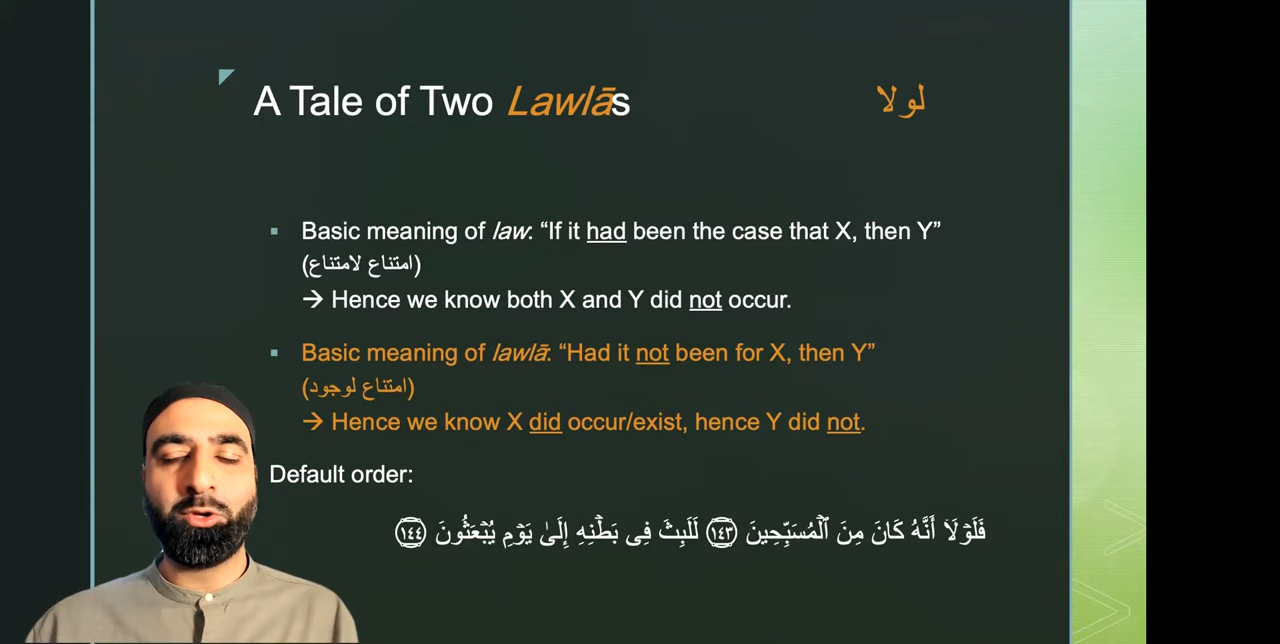 A Tale of Two Lawlās
لولا
▪ Basic meaning of law: “If it had been the case that X, then Y”
(امتناع لامتناع)
→ Hence we know both X and Y did not occur.
▪ Basic meaning of lawlā: “Had it not been for X, then Y”
(امتناع لوجود)
→ Hence we know X did occur/exist, hence Y did not.
Default order:
فَلَوْلَآ أَنَّهُۥ كَانَ مِنَ ٱلْمُسَبِّحِينَ ١٤٣ لَلَبِثَ فِى بَطْنِهِۦٓ إِلَىٰ يَوْمِ يُبْعَثُونَ ١٤٤